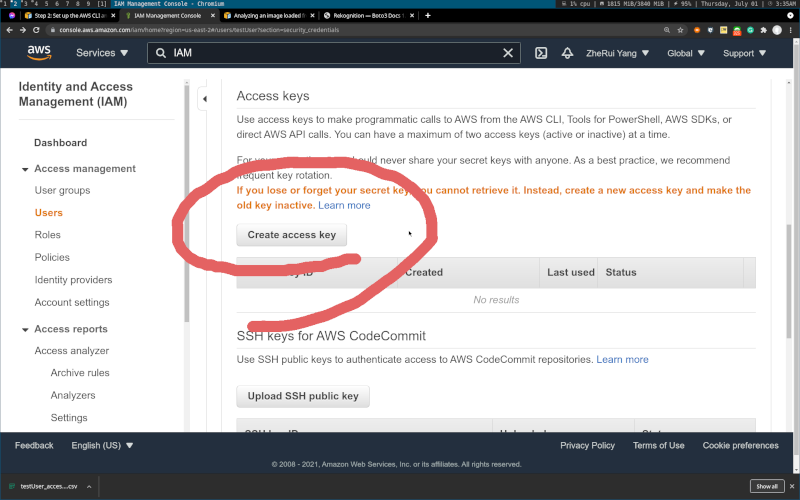 1 2 3 4 5 6 7 8 9 [1] IAM Management Console - Chromium
1% cpu | 1815 MiB/3840 MiB | 95% | Thursday, July 01 | 3:35AM
Step 2: Set up the AWS CLI an
IAM Management Console
Analyzing an image loaded f
Rekognition — Boto3 Docs 1
console.aws.amazon.com/iam/home?region=us-east-2#/users/testUser?section=security_credentials
aws
Services
IAM
ZheRui Yang
Global
Support
Identity and Access
Management (IAM)
Dashboard
Access management
User groups
Users
Roles
Policies
Identity providers
Account settings
Access reports
Access analyzer
Archive rules
Analyzers
Settings
Access keys
Use access keys to make programmatic calls to AWS from the AWS CLI, Tools for PowerShell, AWS SDKs, or
direct AWS API calls. You can have a maximum of two access keys (active or inactive) at a time.
For your should never share your secret keys with anyone. As a best practice, we recommend
frequent key rotation.
If you lose or forget your secret key, you cannot retrieve it. Instead, create a new access key and make the
old key inactive. Learn more
Create access key
ID Created Last used Status
No results
SSH keys for AWS CodeCommit
Use SSH public keys to authenticate access to AWS CodeCommit repositories. Learn more
Upload SSH public key
Feedback
English (US)
Privacy Policy
Terms of Use
Cookie preferences
© 2008 - 2021, Amazon Web Services, Inc. or its affiliates. All rights reserved.
testUser_acces....csv
Show all